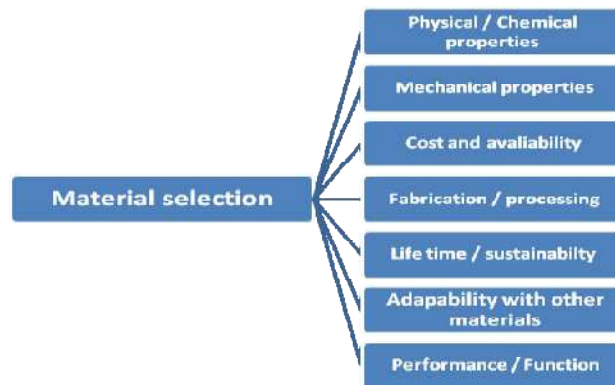 Material selection
Physical / Chemical
properties
Mechanical properties
Cost and avaliability
Fabrication / processing
Life time / sustainabilty
Adapability with other
materials
Performance / Function